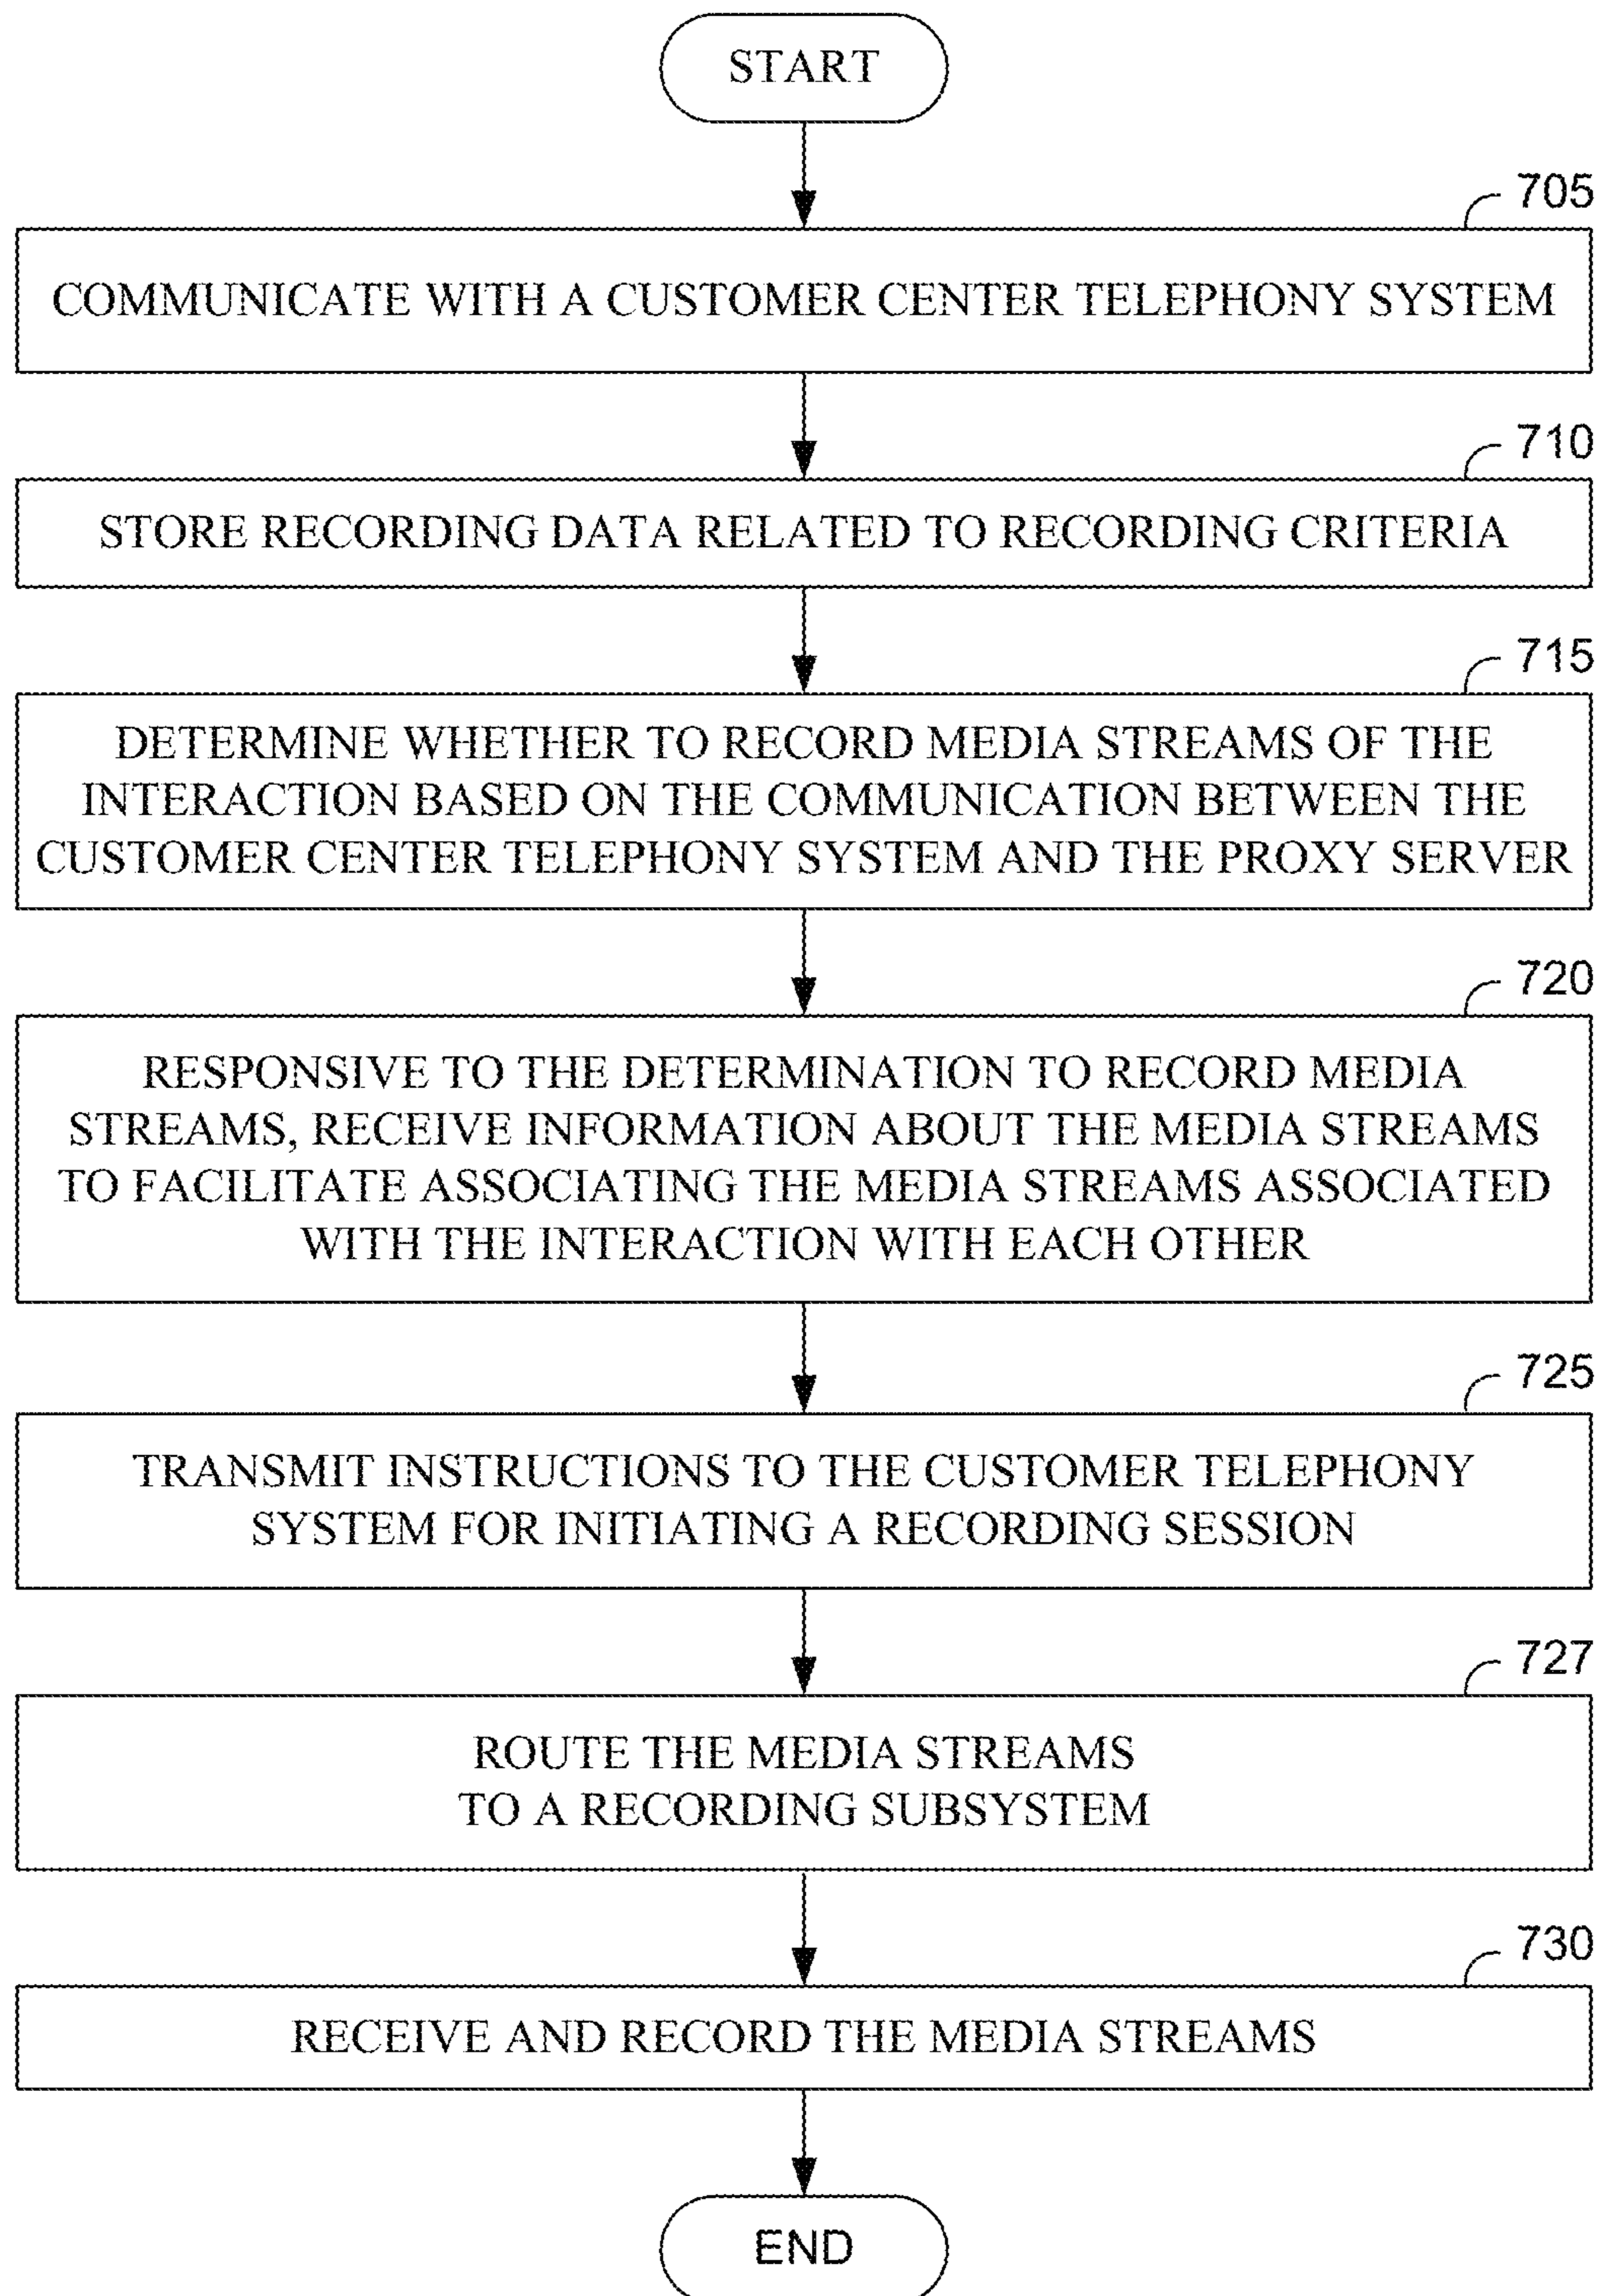 START
705
COMMUNICATE WITH A CUSTOMER CENTER TELEPHONY SYSTEM
710
STORE RECORDING DATA RELATED TO RECORDING CRITERIA
715
DETERMINE WHETHER TO RECORD MEDIA STREAMS OF THE
INTERACTION BASED ON THE COMMUNICATION BETWEEN THE
CUSTOMER CENTER TELEPHONY SYSTEM AND THE PROXY SERVER
720
RESPONSIVE TO THE DETERMINATION TO RECORD MEDIA
STREAMS, RECEIVE INFORMATION ABOUT THE MEDIA STREAMS
TO FACILITATE ASSOCIATING THE MEDIA STREAMS ASSOCIATED
WITH THE INTERACTION WITH EACH OTHER
725
TRANSMIT INSTRUCTIONS TO THE CUSTOMER TELEPHONY
SYSTEM FOR INITIATING A RECORDING SESSION
727
ROUTE THE MEDIA STREAMS
TO A RECORDING SUBSYSTEM
730
RECEIVE AND RECORD THE MEDIA STREAMS
END